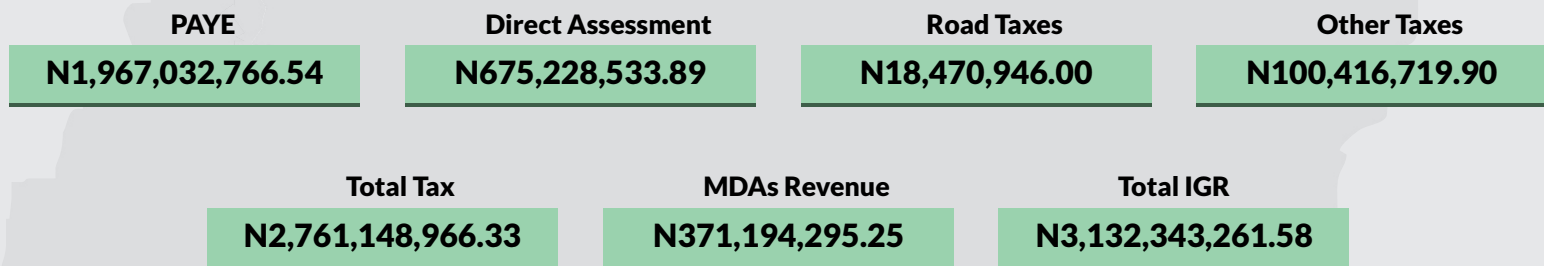 PAYE Direct Assessment Road Taxes Other Taxes
N1,967,032,766.54 N675,228,533.89 N18,470,946.00 N100,416,719.90
Total Tax MDAs Revenue Total IGR
N2,761,148,966.33 N371,194,295.25 N3,132,343,261.58